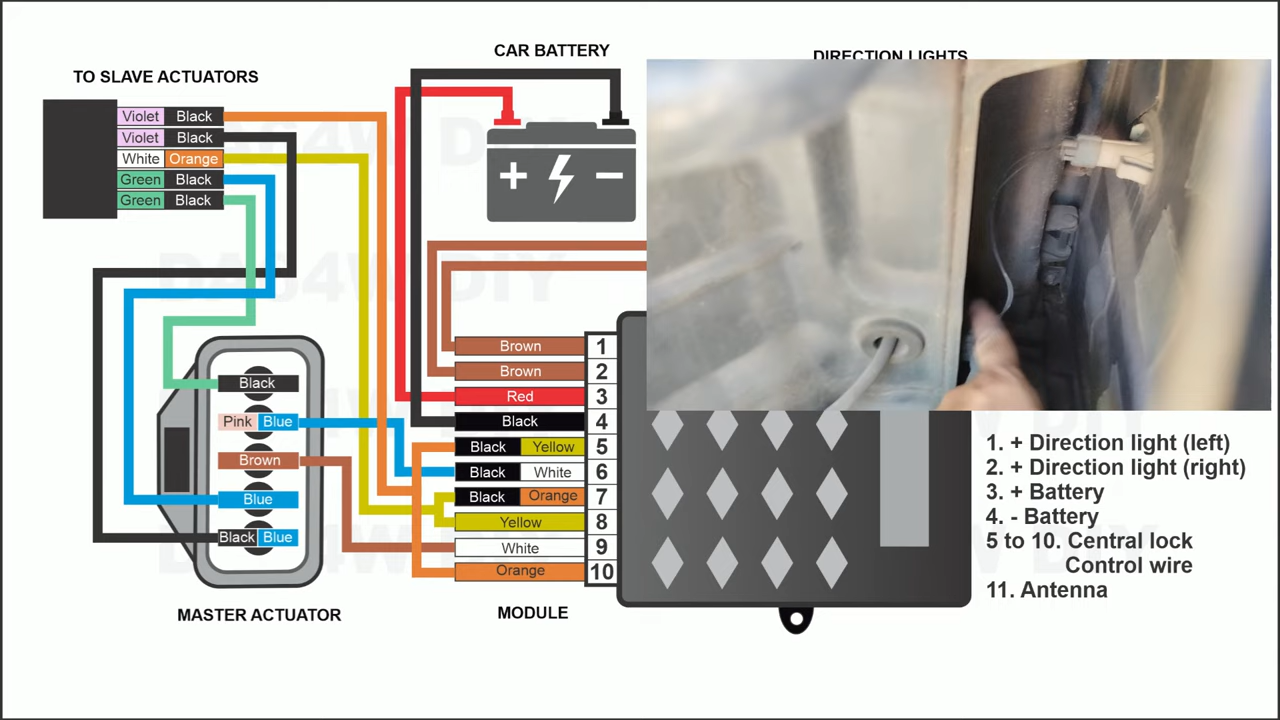 CAR BATTERY
DIRECTION LIGHTS
TO SLAVE ACTUATORS
Violet Black
Violet Black
White Orange
Green Black
Green Black
+ −
Brown 1
Brown 2
Red 3
Black 4
Black Yellow 5
Black White 6
Black Orange 7
Yellow 8
White 9
Orange 10
Black
Pink Blue
Brown
Blue
Black Blue
MASTER ACTUATOR
MODULE
1. + Direction light (left)
2. + Direction light (right)
3. + Battery
4. - Battery
5 to 10. Central lock
Control wire
11. Antenna